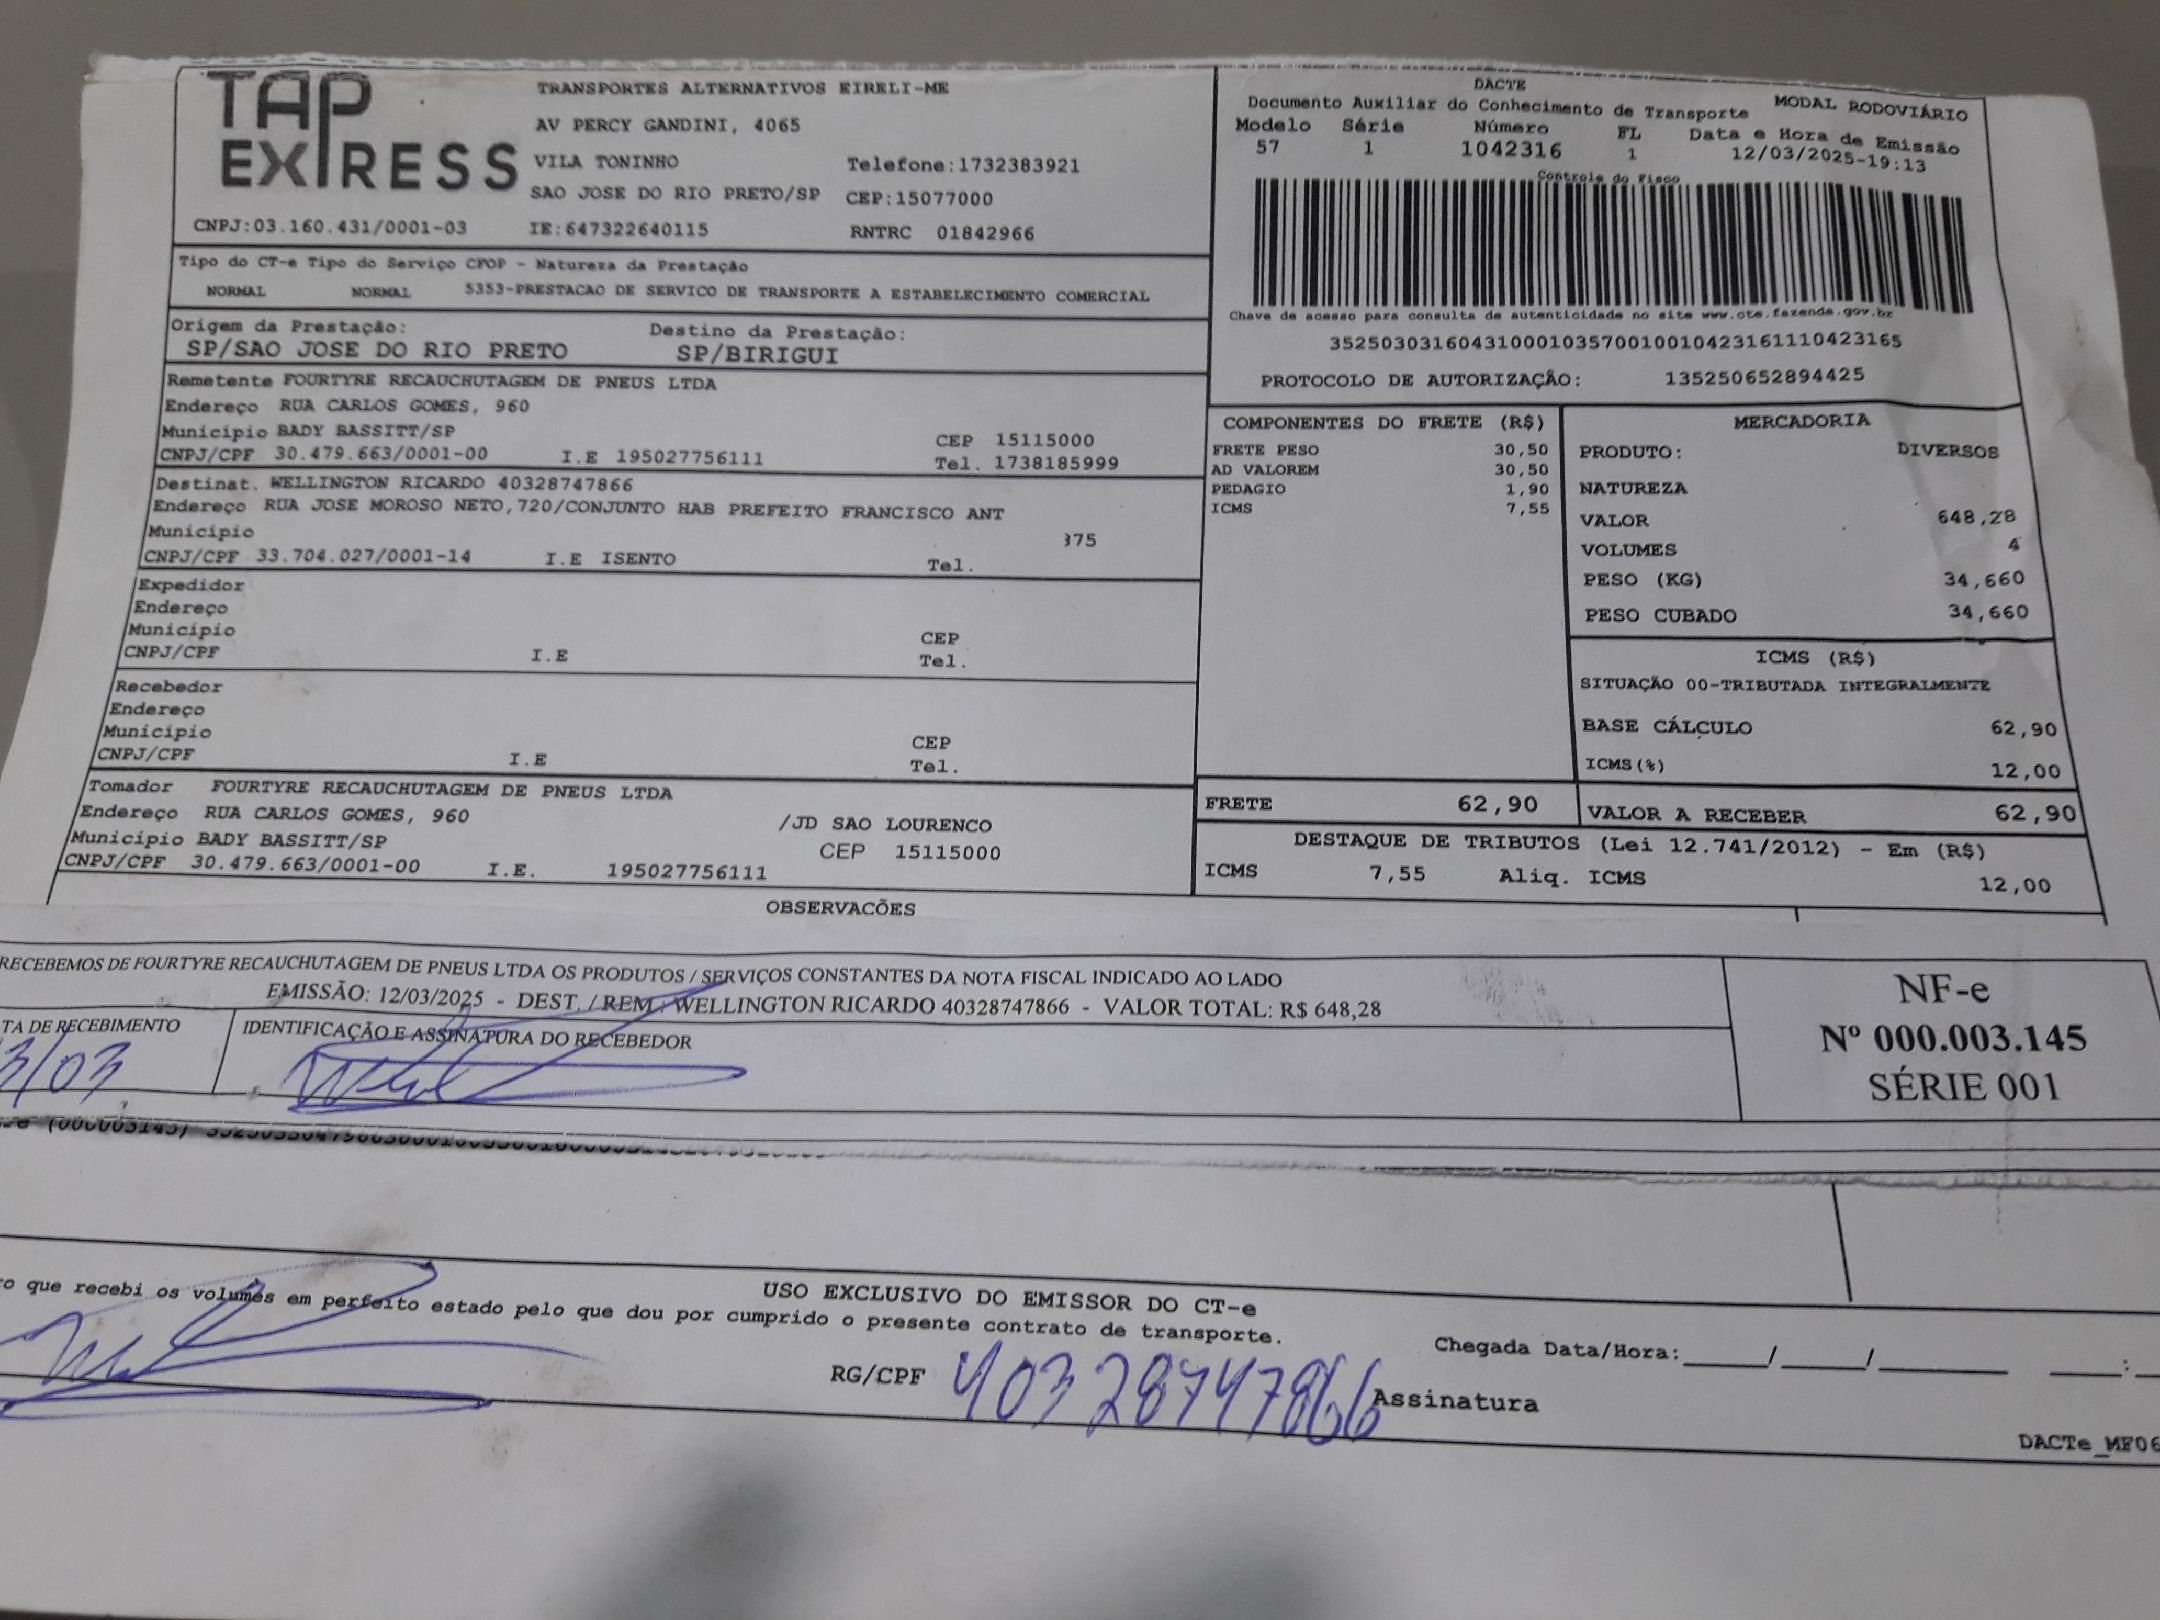 TAP EXPRESS
TRANSPORTES ALTERNATIVOS EIRELI-ME
AV PERCY GANDINI, 4065
VILA TONINHO Telefone:1732383921
SAO JOSE DO RIO PRETO/SP CEP:15077000
CNPJ:03.160.431/0001-03 IE:647322640115 RNTRC 01842966
DACTE
Documento Auxiliar do Conhecimento de Transporte MODAL RODOVIÁRIO
Modelo Série Número FL Data e Hora de Emissão
57 1 1042316 1 12/03/2025-19:13
Controle do Fisco
Chave de acesso para consulta de autenticidade no site www.cte.fazenda.gov.br
35250303160431000103570010010423161110423165
PROTOCOLO DE AUTORIZAÇÃO: 135250652894425
Tipo do CT-e Tipo do Serviço CFOP - Natureza da Prestação
NORMAL NORMAL 5353-PRESTACAO DE SERVICO DE TRANSPORTE A ESTABELECIMENTO COMERCIAL
Origem da Prestação: Destino da Prestação:
SP/SAO JOSE DO RIO PRETO SP/BIRIGUI
Remetente FOURTYRE RECAUCHUTAGEM DE PNEUS LTDA
Endereço RUA CARLOS GOMES, 960
Município BADY BASSITT/SP CEP 15115000
CNPJ/CPF 30.479.663/0001-00 I.E 195027756111 Tel. 1738185999
Destinat. WELLINGTON RICARDO 40328747866
Endereço RUA JOSE MOROSO NETO,720/CONJUNTO HAB PREFEITO FRANCISCO ANT
Município 375
CNPJ/CPF 33.704.027/0001-14 I.E ISENTO Tel.
Expedidor
Endereço
Município CEP
CNPJ/CPF I.E Tel.
Recebedor
Endereço
Município CEP
CNPJ/CPF I.E Tel.
Tomador FOURTYRE RECAUCHUTAGEM DE PNEUS LTDA
Endereço RUA CARLOS GOMES, 960 /JD SAO LOURENCO
Município BADY BASSITT/SP CEP 15115000
CNPJ/CPF 30.479.663/0001-00 I.E. 195027756111
COMPONENTES DO FRETE (R$)
FRETE PESO 30,50
AD VALOREM 30,50
PEDAGIO 1,90
ICMS 7,55
MERCADORIA
PRODUTO: DIVERSOS
NATUREZA
VALOR 648,28
VOLUMES 4
PESO (KG) 34,660
PESO CUBADO 34,660
ICMS (R$)
SITUAÇÃO 00-TRIBUTADA INTEGRALMENTE
BASE CÁLCULO 62,90
ICMS(%) 12,00
FRETE 62,90 VALOR A RECEBER 62,90
DESTAQUE DE TRIBUTOS (Lei 12.741/2012) - Em (R$)
ICMS 7,55 Aliq. ICMS 12,00
OBSERVACÕES
RECEBEMOS DE FOURTYRE RECAUCHUTAGEM DE PNEUS LTDA OS PRODUTOS / SERVIÇOS CONSTANTES DA NOTA FISCAL INDICADO AO LADO
EMISSÃO: 12/03/2025 - DEST. / REM.: WELLINGTON RICARDO 40328747866 - VALOR TOTAL: R$ 648,28
TA DE RECEBIMENTO IDENTIFICAÇÃO E ASSINATURA DO RECEBEDOR
3/03
NF-e
Nº 000.003.145
SÉRIE 001
USO EXCLUSIVO DO EMISSOR DO CT-e
ro que recebi os volumes em perfeito estado pelo que dou por cumprido o presente contrato de transporte.
Chegada Data/Hora:_____/_____/________ ____:_
RG/CPF 40328747866 Assinatura
DACTe_MF06